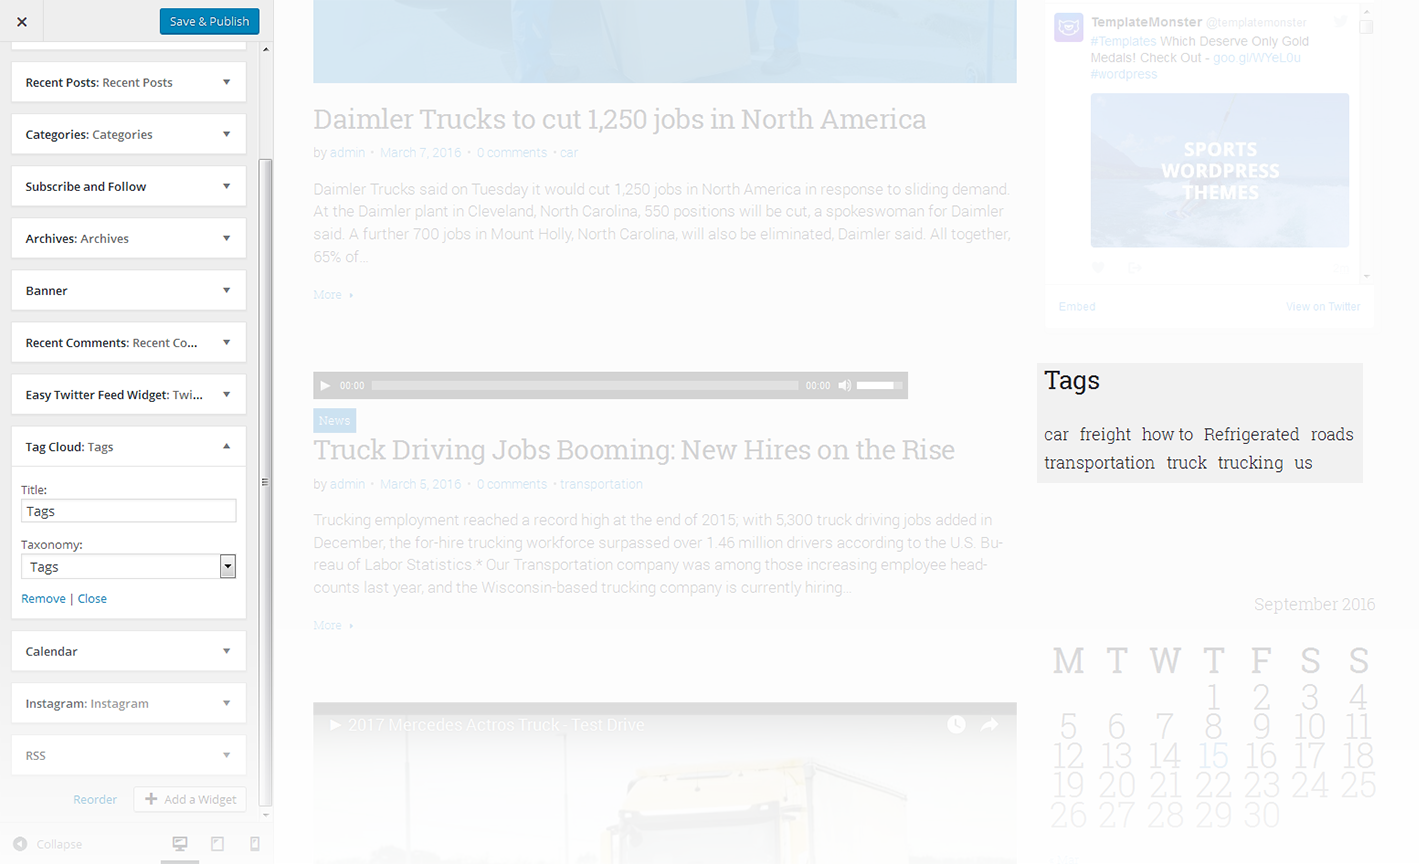 Save & Publish
Recent Posts: Recent Posts
Categories: Categories
Subscribe and Follow
Archives: Archives
Banner
Recent Comments: Recent Co...
Easy Twitter Feed Widget: Twi...
Tag Cloud: Tags
Title:
Tags
Taxonomy:
Tags
Remove | Close
Calendar
Instagram: Instagram
RSS
Reorder
Add a Widget
Collapse
Daimler Trucks to cut 1,250 jobs in North America
by admin • March 7, 2016 • 0 comments • car
Daimler Trucks said on Tuesday it would cut 1,250 jobs in North America in response to sliding demand.
At the Daimler plant in Cleveland, North Carolina, 550 positions will be cut, a spokeswoman for Daimler
said. A further 700 jobs in Mount Holly, North Carolina, will also be eliminated, Daimler said. All together,
65% of...
More
00:00 00:00
News
Truck Driving Jobs Booming: New Hires on the Rise
by admin • March 5, 2016 • 0 comments • transportation
Trucking employment reached a record high at the end of 2015, with 5,300 truck driving jobs added in
December, the for-hire trucking workforce surpassed over 1.46 million drivers according to the U.S. Bu-
reau of Labor Statistics.* Our Transportation company was among those increasing employee head-
counts last year, and the Wisconsin-based trucking company is currently hiring...
More
2017 Mercedes Actros Truck - Test Drive
TemplateMonster @templatemonster
#Templates Which Deserve Only Gold
Medals! Check Out - goo.gl/WYeL0u
#wordpress
SPORTS
WORDPRESS
THEMES
Embed View on Twitter
Tags
car freight how to Refrigerated roads
transportation truck trucking us
September 2016
M T W T F S S
1 2 3 4
5 6 7 8 9 10 11
12 13 14 15 16 17 18
19 20 21 22 23 24 25
26 27 28 29 30